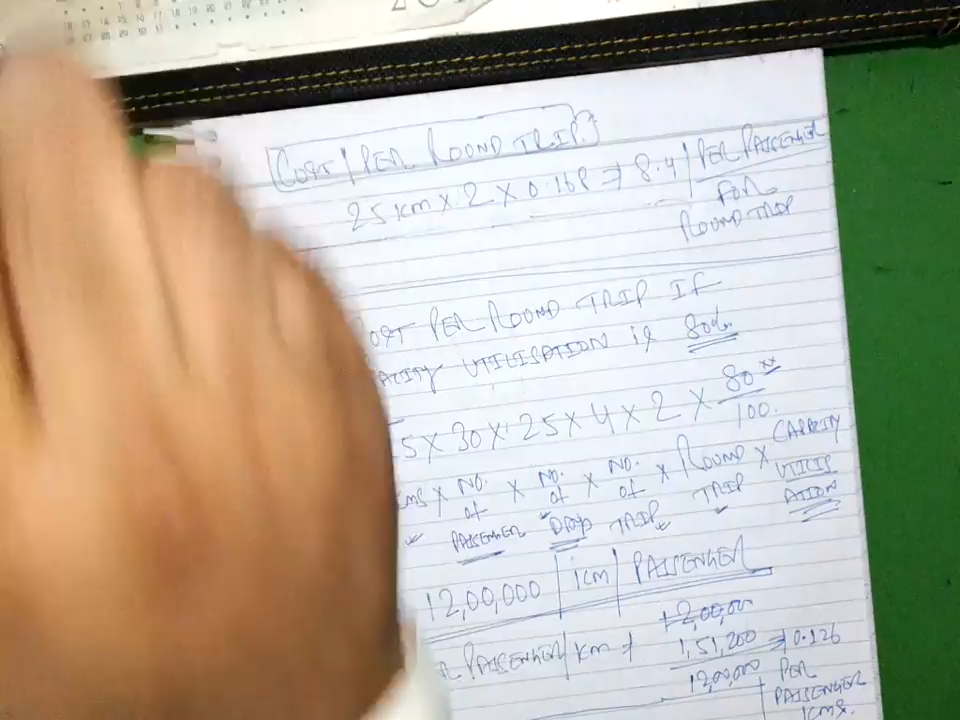 COST / PER ROUND TRIP
25 KM X 2 X 0.168 ⇒ 8.4 / PER PASSENGER
FOR
ROUND TRIP
COST PER ROUND TRIP IF
UTILISATION is 80%
5 X 30 X 25 X 4 X 2 X 80
100.
KMS X NO. of PASSENGER X NO. of DAYS X NO. of TRIP X ROUND TRIP X CAPACITY UTILISATION
12,00,000 / KM / PASSENGER
PASSENGER / KM ⇒ 1,51,200 ⇒ 0.126
12,00,000
PER
PASSENGER
KMS.